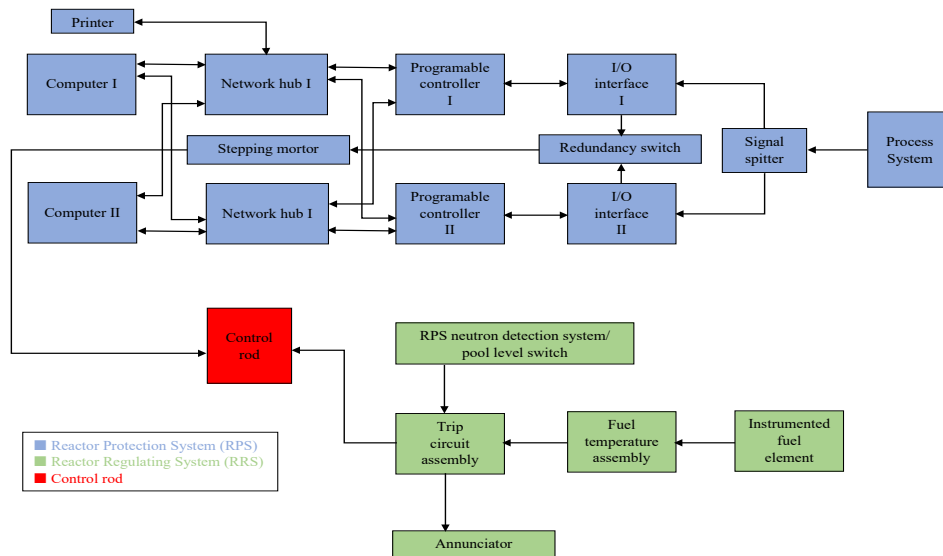 Printer
Computer I
Network hub I
Programable
controller
I
I/O
interface
I
Stepping mortor
Redundancy switch
Signal
spitter
Process
System
Computer II
Network hub I
Programable
controller
II
I/O
interface
II
Control
rod
RPS neutron detection system/
pool level switch
Trip
circuit
assembly
Fuel
temperature
assembly
Instrumented
fuel
element
Reactor Protection System (RPS)
Reactor Regulating System (RRS)
Control rod
Annunciator